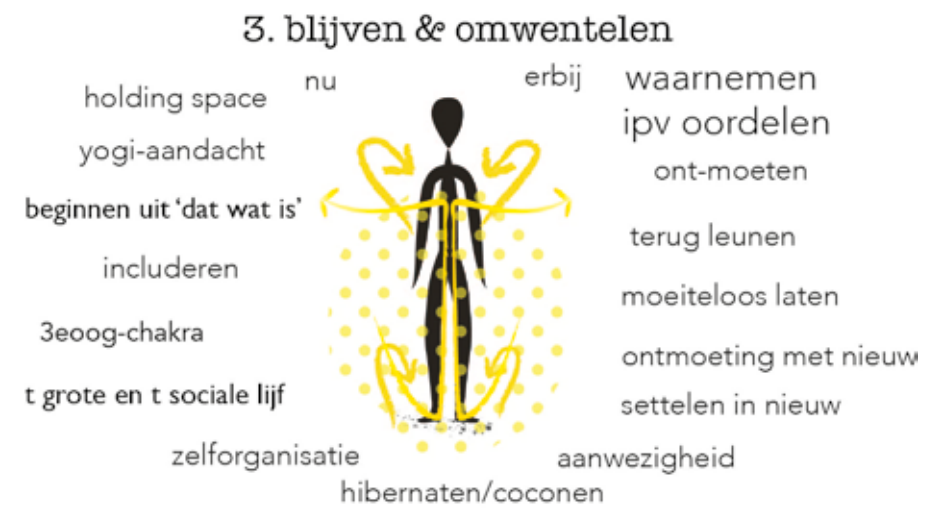 3. blijven & omwentelen
nu
erbij
holding space
yogi-aandacht
beginnen uit ‘dat wat is’
includeren
3eoog-chakra
t grote en t sociale lijf
zelforganisatie
hibernaten/coconen
waarnemen
ipv oordelen
ont-moeten
terug leunen
moeiteloos laten
ontmoeting met nieuw
settelen in nieuw
aanwezigheid